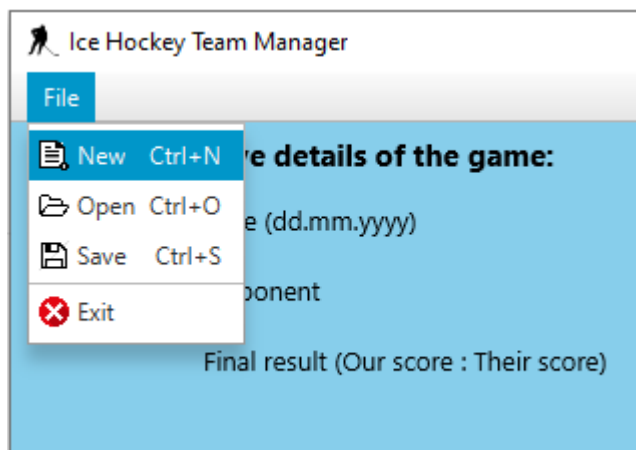 Ice Hockey Team Manager
File
New Ctrl+N
Open Ctrl+O
Save Ctrl+S
Exit
details of the game:
(dd.mm.yyyy)
Final result (Our score : Their score)